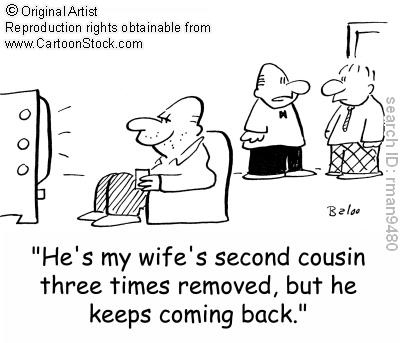 © Original Artist
Reproduction rights obtainable from
www.CartoonStock.com
search ID: rman9480
Baloo
"He's my wife's second cousin
three times removed, but he
keeps coming back."